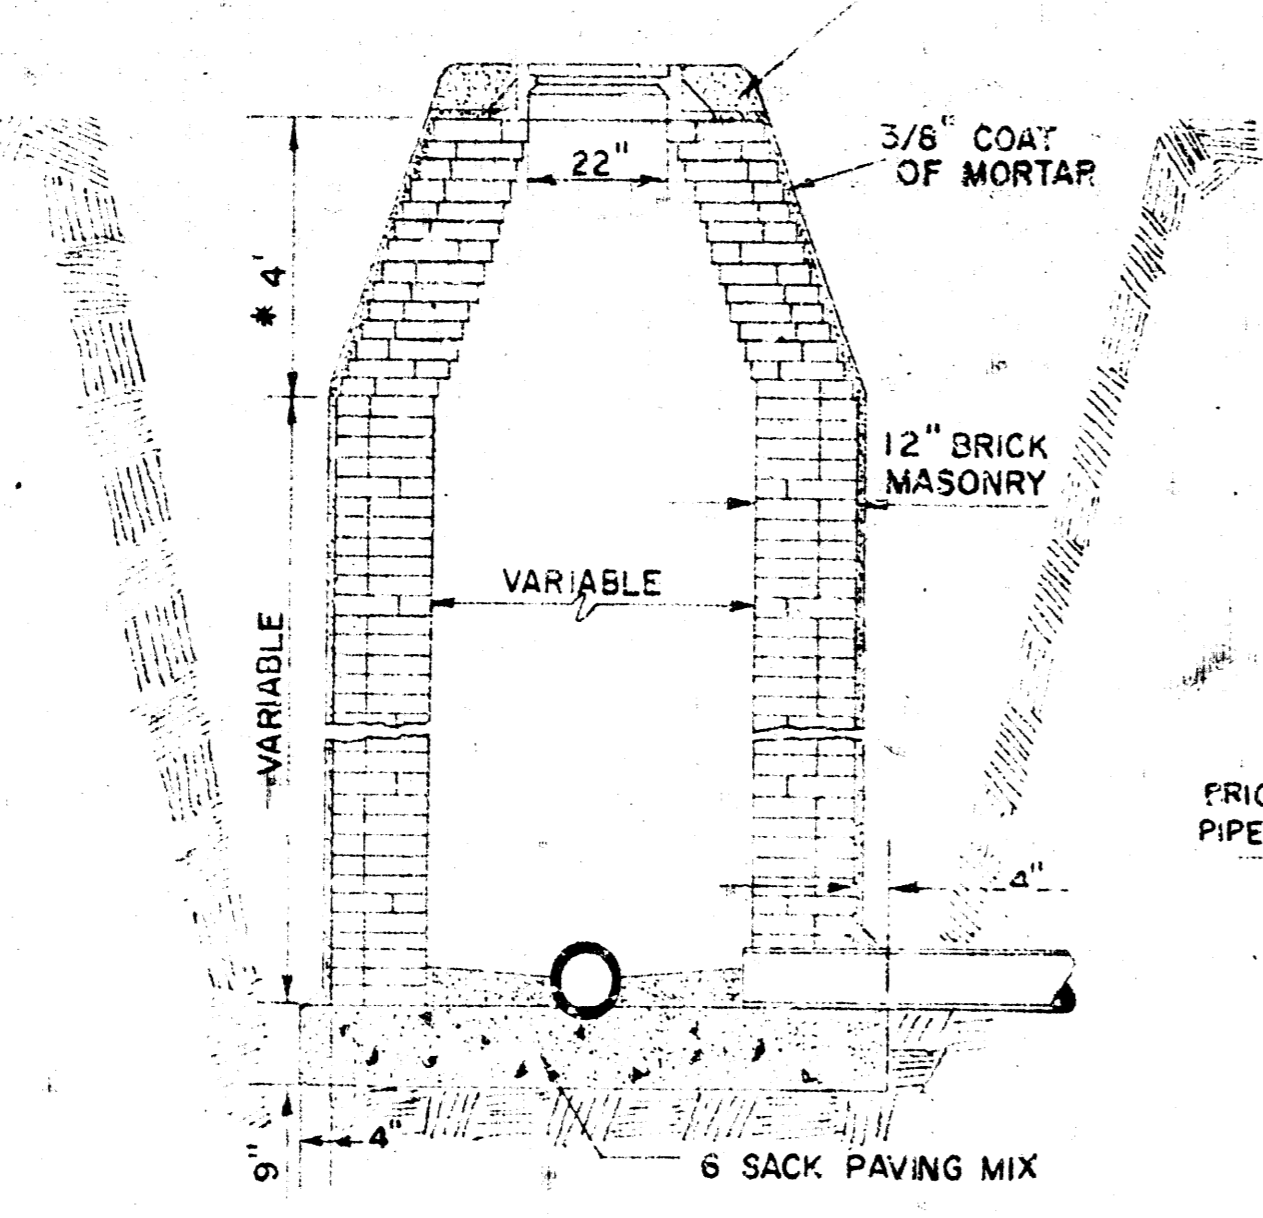 3/8" COAT
OF MORTAR
22"
* 4'
12" BRICK
MASONRY
VARIABLE
VARIABLE
PIPE
4"
4"
9"
6 SACK PAVING MIX